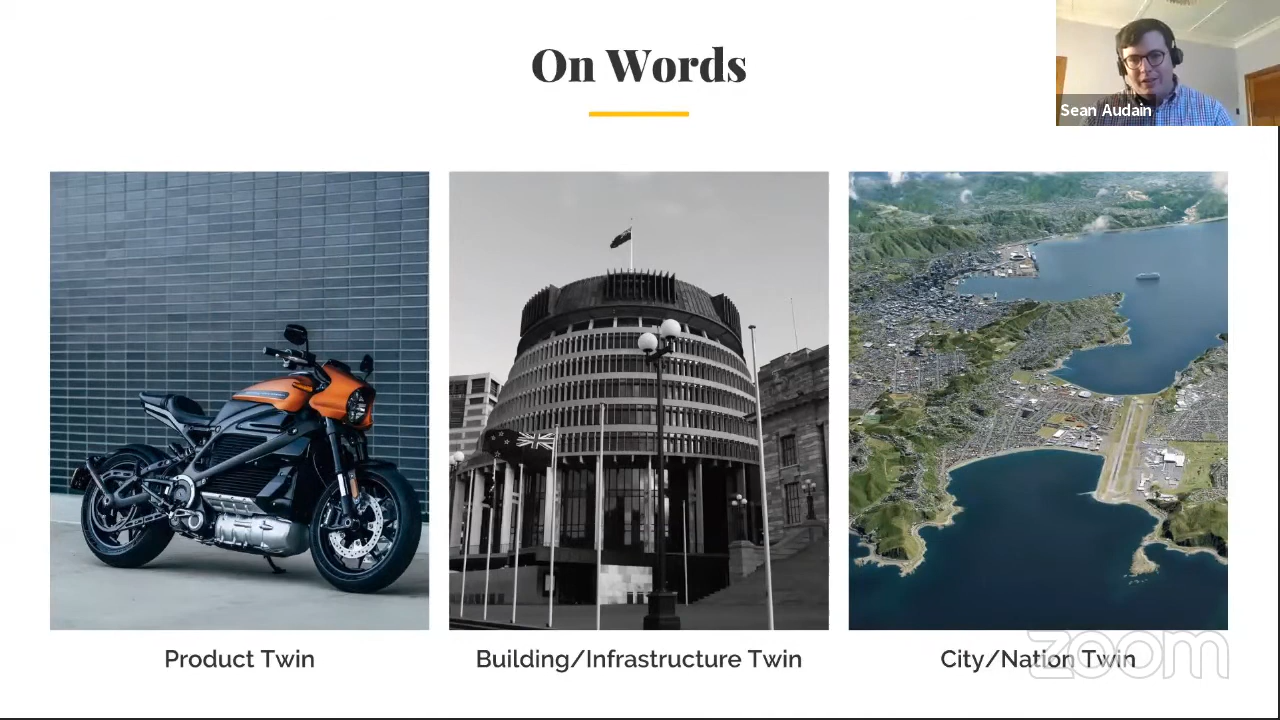 On Words
Sean Audain
Product Twin
Building/Infrastructure Twin
City/Nation Twin
zoom